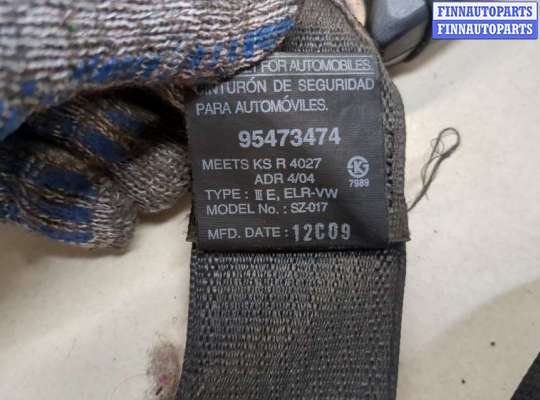 FINNAUTOPARTS
FINNAUTOPARTS
FOR AUTOMOBILES.
CINTURÓN DE SEGURIDAD
PARA AUTOMÓVILES.
95473474
MEETS KS R 4027
ADR 4/04
TYPE : ⅢE, ELR-VW
MODEL No. : SZ-017
7989
MFD. DATE : 12C09